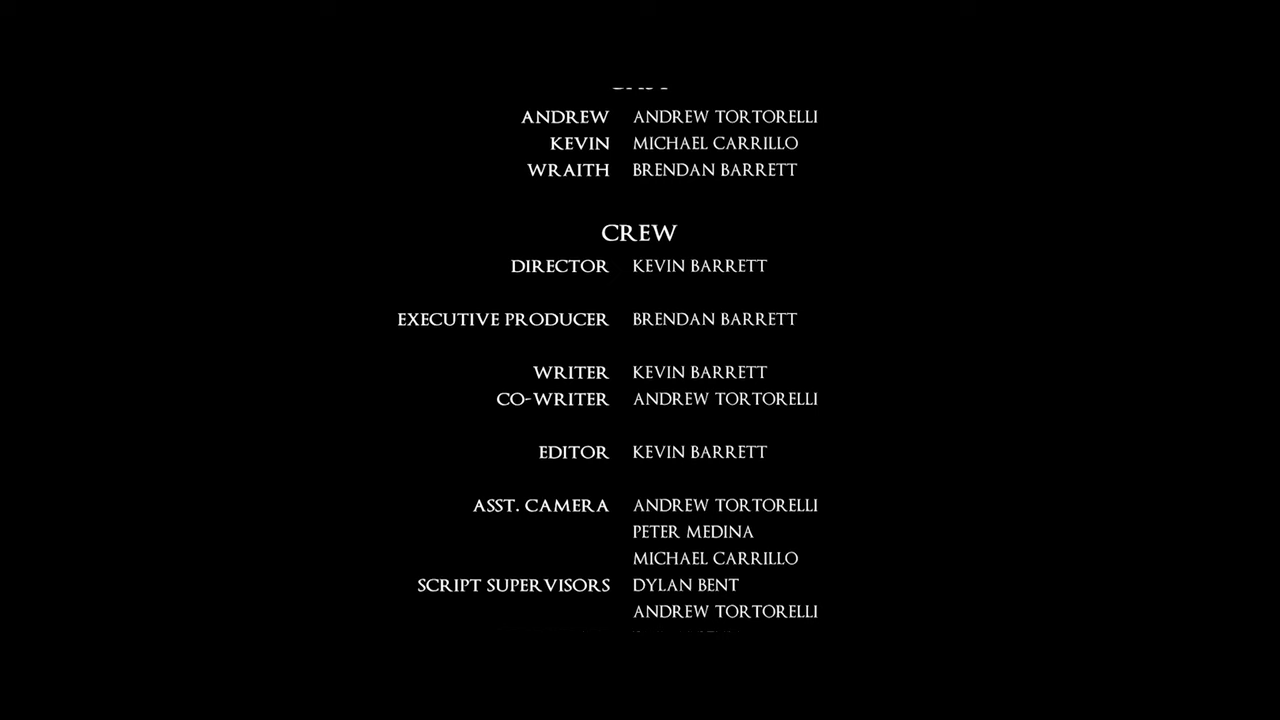 ANDREW ANDREW TORTORELLI
KEVIN MICHAEL CARRILLO
WRAITH BRENDAN BARRETT
CREW
DIRECTOR KEVIN BARRETT
EXECUTIVE PRODUCER BRENDAN BARRETT
WRITER KEVIN BARRETT
CO-WRITER ANDREW TORTORELLI
EDITOR KEVIN BARRETT
ASST. CAMERA ANDREW TORTORELLI
PETER MEDINA
MICHAEL CARRILLO
SCRIPT SUPERVISORS DYLAN BENT
ANDREW TORTORELLI